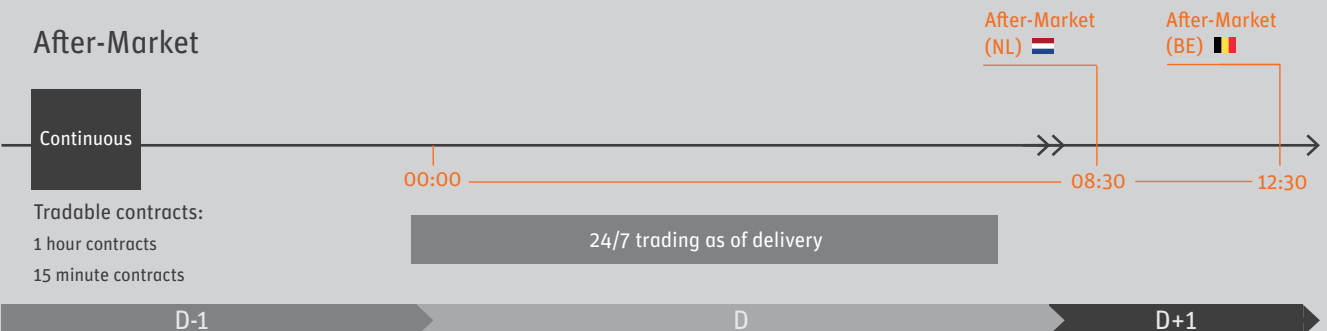 After-Market
(NL)
After-Market
(BE)
After-Market
Continuous
00:00
08:30
12:30
Tradable contracts:
1 hour contracts
15 minute contracts
24/7 trading as of delivery
D-1
D
D+1